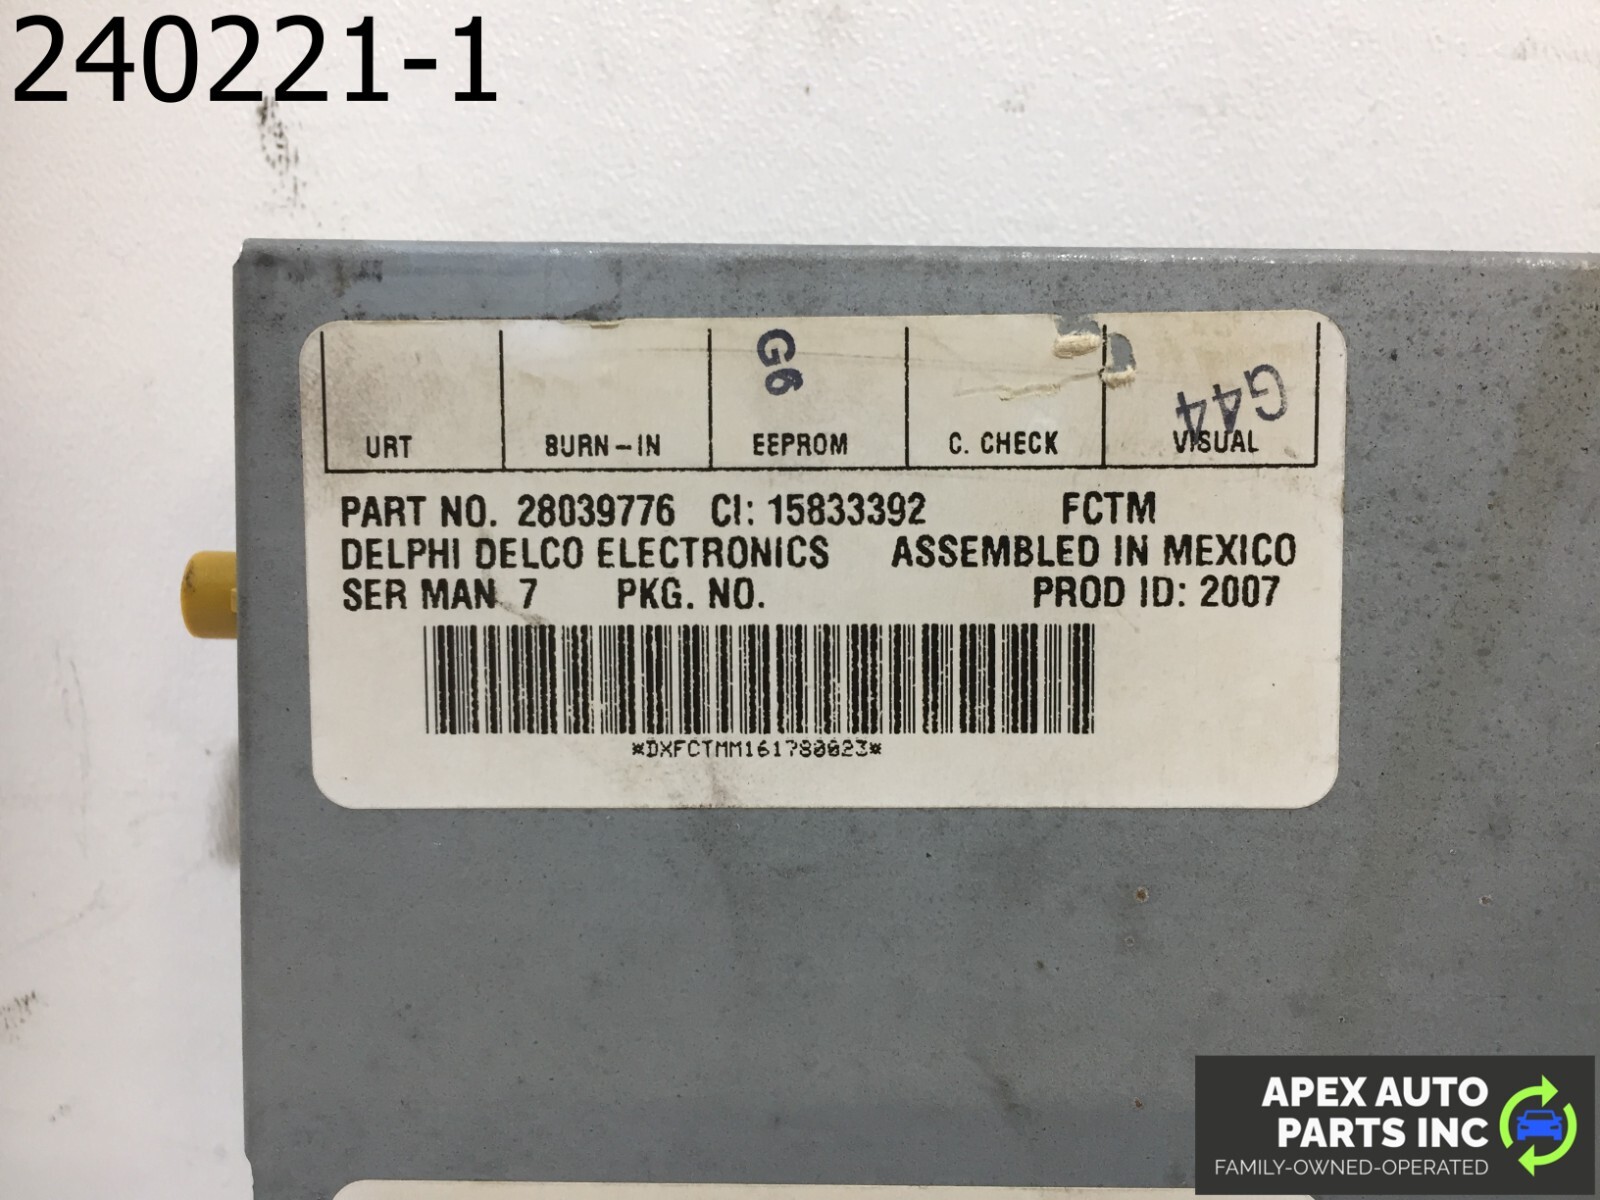 240221-1
G6
G44
URT BURN-IN EEPROM C. CHECK VISUAL
PART NO. 28039776 CI: 15833392 FCTM
DELPHI DELCO ELECTRONICS ASSEMBLED IN MEXICO
SER MAN 7 PKG. NO. PROD ID: 2007
*DXFCTMM161780023*
APEX AUTO
PARTS INC
FAMILY-OWNED-OPERATED